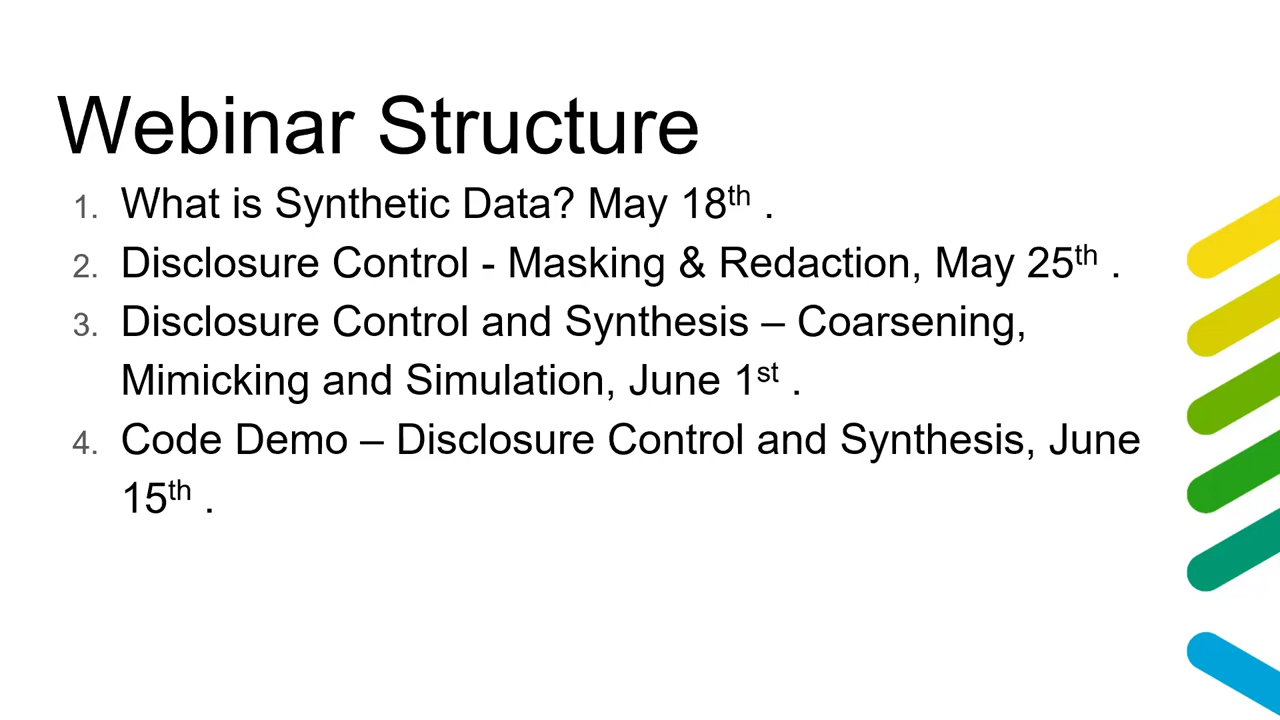 Webinar Structure
1. What is Synthetic Data? May 18th .
2. Disclosure Control - Masking & Redaction, May 25th .
3. Disclosure Control and Synthesis – Coarsening,
Mimicking and Simulation, June 1st .
4. Code Demo – Disclosure Control and Synthesis, June
15th .